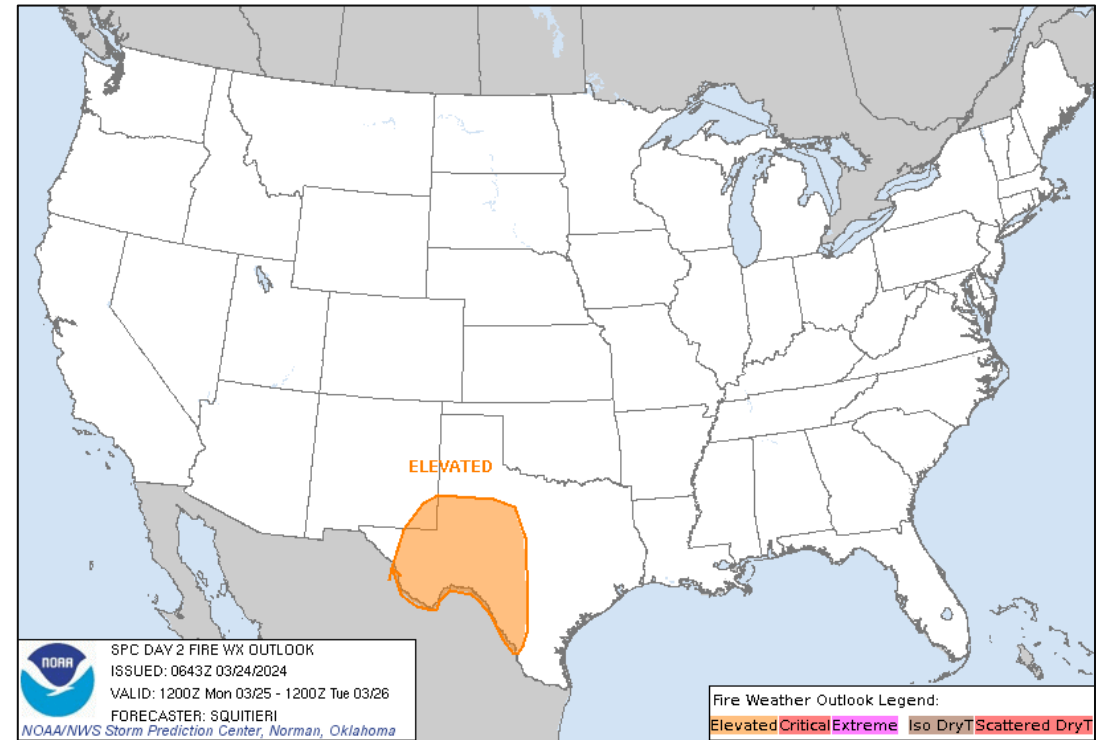 ELEVATED
NOAA
SPC DAY 2 FIRE WX OUTLOOK
ISSUED: 0643Z 03/24/2024
VALID: 1200Z Mon 03/25 - 1200Z Tue 03/26
FORECASTER: SQUITIERI
NOAA/NWS Storm Prediction Center, Norman, Oklahoma
Fire Weather Outlook Legend:
Elevated Critical Extreme Iso DryT Scattered DryT